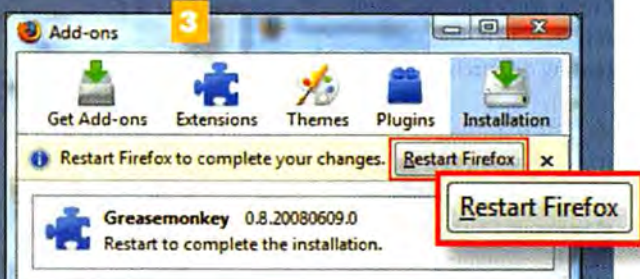 3
Add-ons
Get Add-ons Extensions Themes Plugins Installation
Restart Firefox to complete your changes. Restart Firefox x
Restart Firefox
Greasemonkey 0.8.20080609.0
Restart to complete the installation.